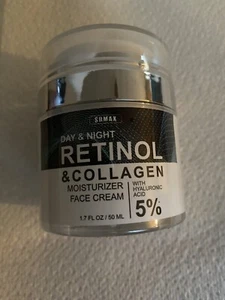 SUMAX
DAY & NIGHT
RETINOL
& COLLAGEN
MOISTURIZER
FACE CREAM
WITH
HYALURONIC
ACID
5%
1.7 FL OZ / 50 ML